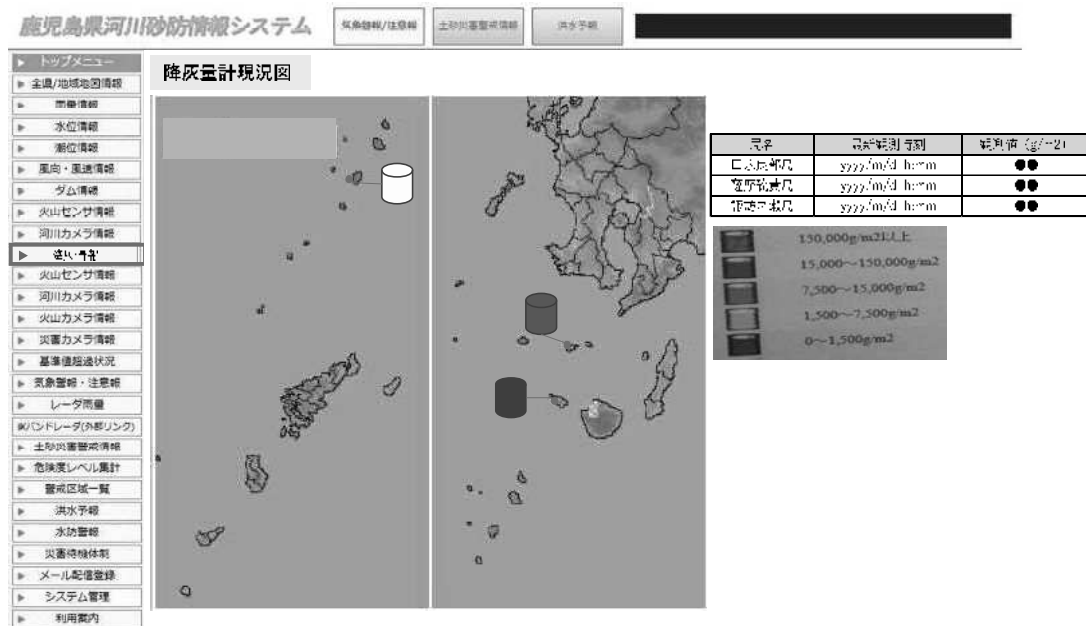 鹿児島県河川砂防情報システム
気象警報/注意報
土砂災害警戒情報
洪水予報
トップメニュー
全県/地域地図情報
雨量情報
水位情報
潮位情報
風向・風速情報
ダム情報
火山センサ情報
河川カメラ情報
火山センサ情報
河川カメラ情報
火山カメラ情報
災害カメラ情報
基準値超過状況
気象警報・注意報
レーダ雨量
Xバンドレーダ(外部リンク)
土砂災害警戒情報
危険度レベル集計
警戒区域一覧
洪水予報
水防警報
災害待機体制
メール配信登録
システム管理
利用案内
降灰量計現況図
局名 最新観測時刻 観測値 (g/m2)
yyyy/m/d h:mm ●●
yyyy/m/d h:mm ●●
yyyy/m/d h:mm ●●
150,000g/m2以上
15,000～150,000g/m2
7,500～15,000g/m2
1,500～7,500g/m2
0～1,500g/m2